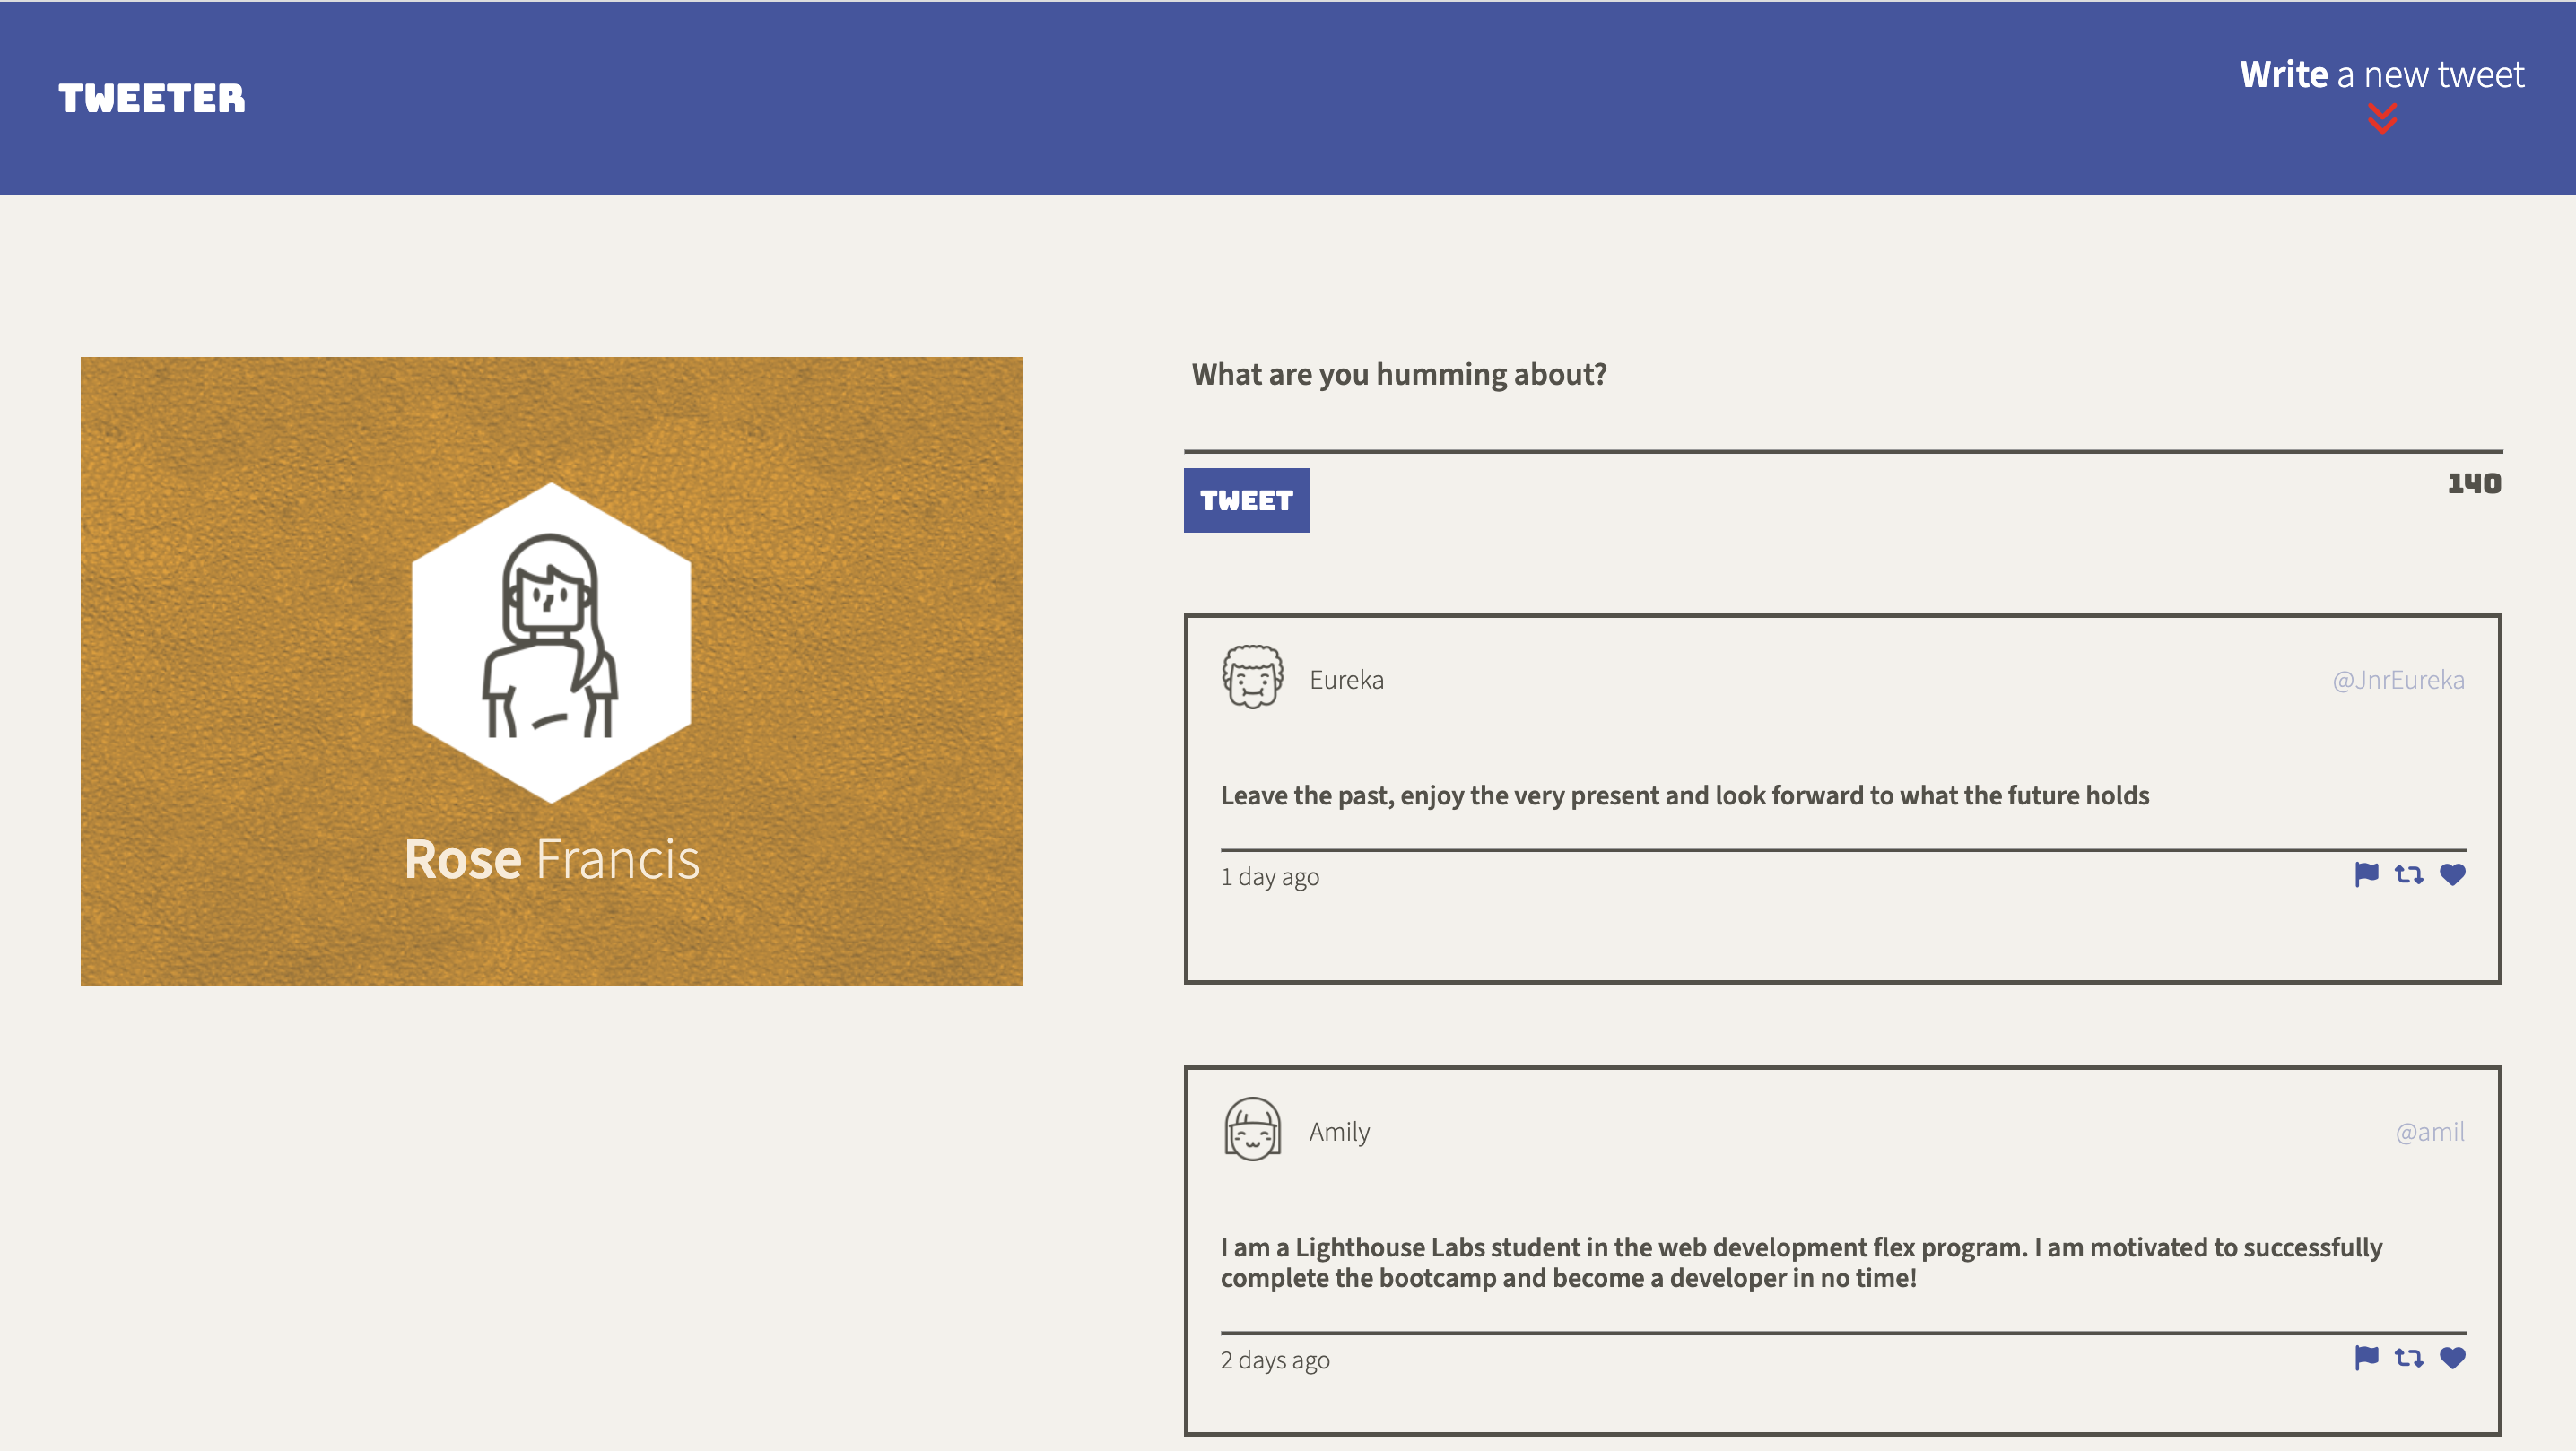 TWEETER
Write a new tweet
Rose Francis
What are you humming about?
TWEET
140
Eureka
@JnrEureka
Leave the past, enjoy the very present and look forward to what the future holds
1 day ago
Amily
@amil
I am a Lighthouse Labs student in the web development flex program. I am motivated to successfully
complete the bootcamp and become a developer in no time!
2 days ago